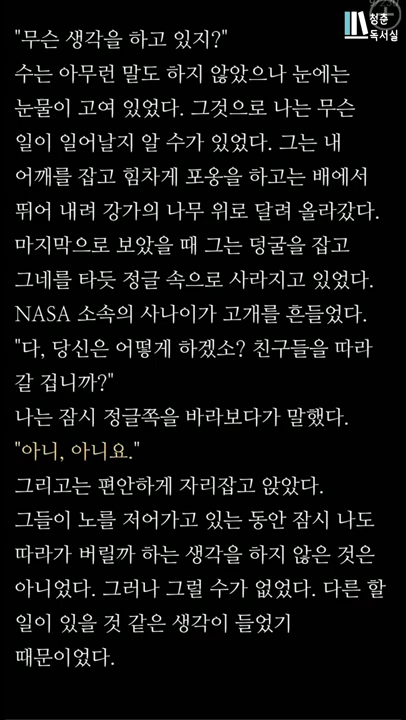 청춘
독서실
"무슨 생각을 하고 있지?"
수는 아무런 말도 하지 않았으나 눈에는
눈물이 고여 있었다. 그것으로 나는 무슨
일이 일어날지 알 수가 있었다. 그는 내
어깨를 잡고 힘차게 포옹을 하고는 배에서
뛰어 내려 강가의 나무 위로 달려 올라갔다.
마지막으로 보았을 때 그는 덩굴을 잡고
그네를 타듯 정글 속으로 사라지고 있었다.
NASA 소속의 사나이가 고개를 흔들었다.
"다, 당신은 어떻게 하겠소? 친구들을 따라
갈 겁니까?"
나는 잠시 정글쪽을 바라보다가 말했다.
"아니, 아니요."
그리고는 편안하게 자리잡고 앉았다.
그들이 노를 저어가고 있는 동안 잠시 나도
따라가 버릴까 하는 생각을 하지 않은 것은
아니었다. 그러나 그럴 수가 없었다. 다른 할
일이 있을 것 같은 생각이 들었기
때문이었다.